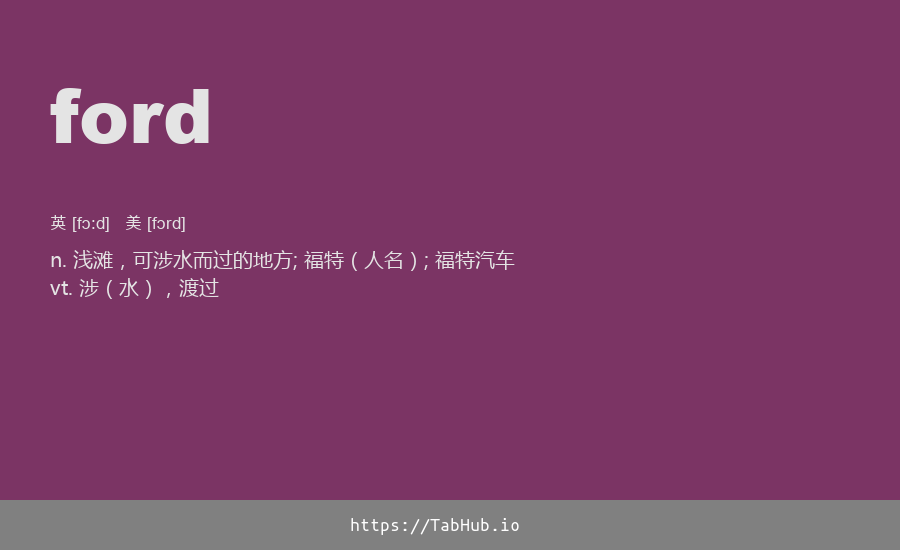 ford
英 [fɔːd] 美 [fɔrd]
n. 浅滩，可涉水而过的地方; 福特（人名）; 福特汽车
vt. 涉（水），渡过
https://TabHub.io